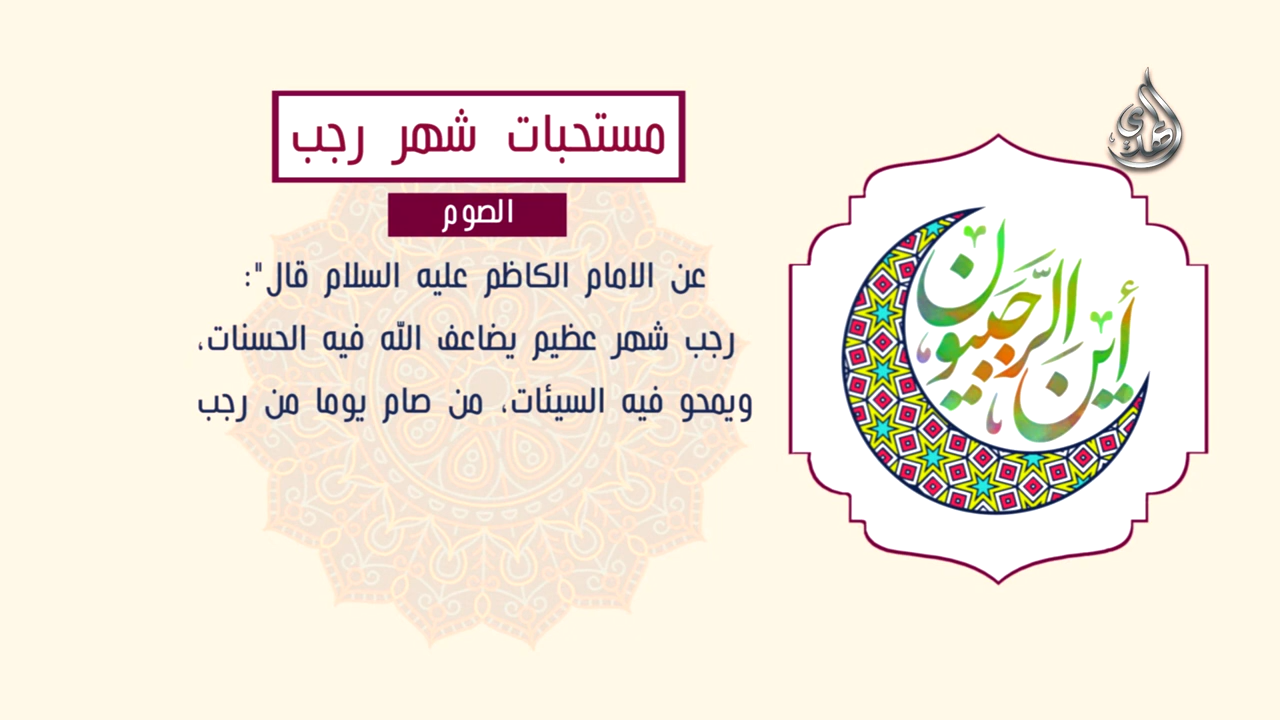 مستحبات شهر رجب
الصوم
عن الامام الكاظم عليه السلام قال":
رجب شهر عظيم يضاعف الله فيه الحسنات،
ويمحو فيه السيئات، من صام يوما من رجب
أين الرجبيون
الهادي